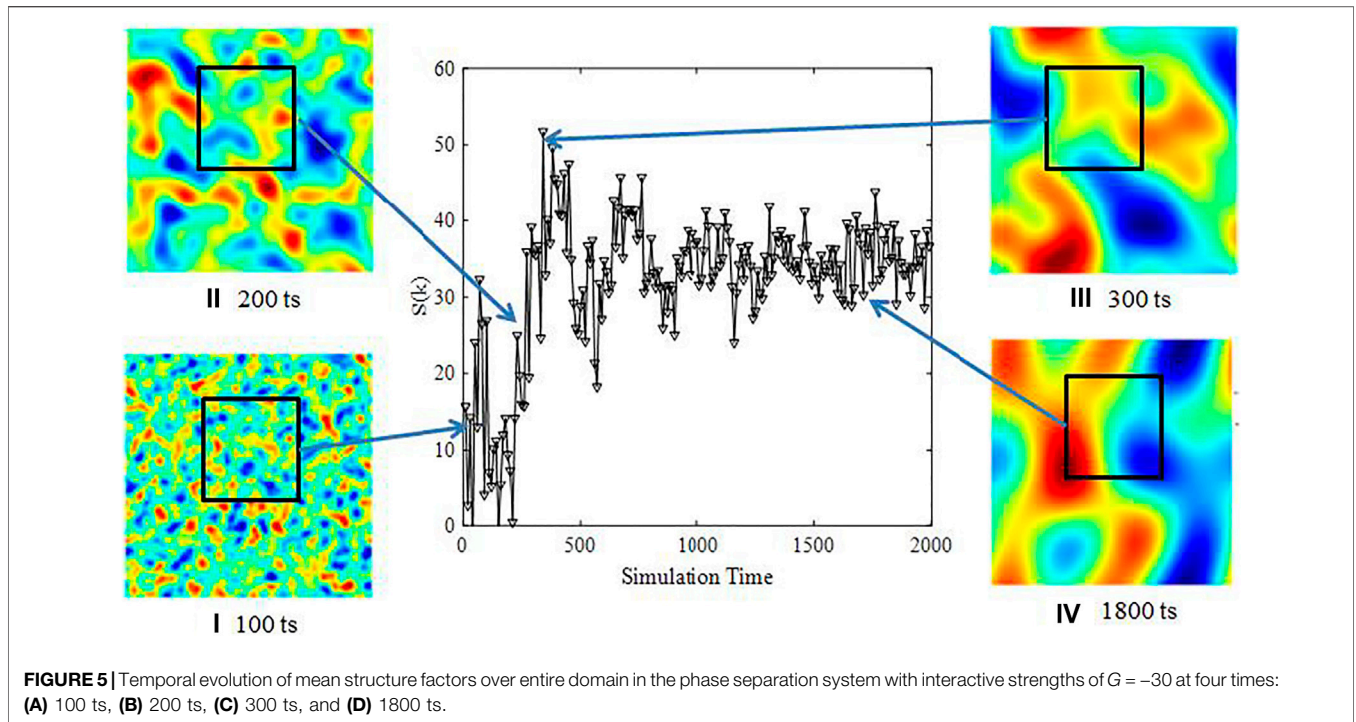 II 200 ts
I 100 ts
60
50
40
30
20
10
0
S(k)
0 500 1000 1500 2000
Simulation Time
III 300 ts
IV 1800 ts
FIGURE 5 | Temporal evolution of mean structure factors over entire domain in the phase separation system with interactive strengths of G = −30 at four times:
(A) 100 ts, (B) 200 ts, (C) 300 ts, and (D) 1800 ts.